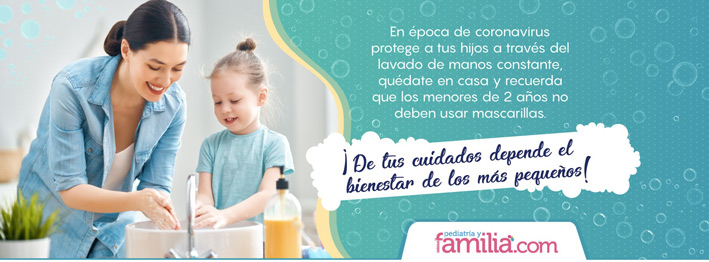 En época de coronavirus
protege a tus hijos a través del
lavado de manos constante,
quédate en casa y recuerda
que los menores de 2 años no
deben usar mascarillas.
¡De tus cuidados depende el
bienestar de los más pequeños!
pediatría y
familia.com